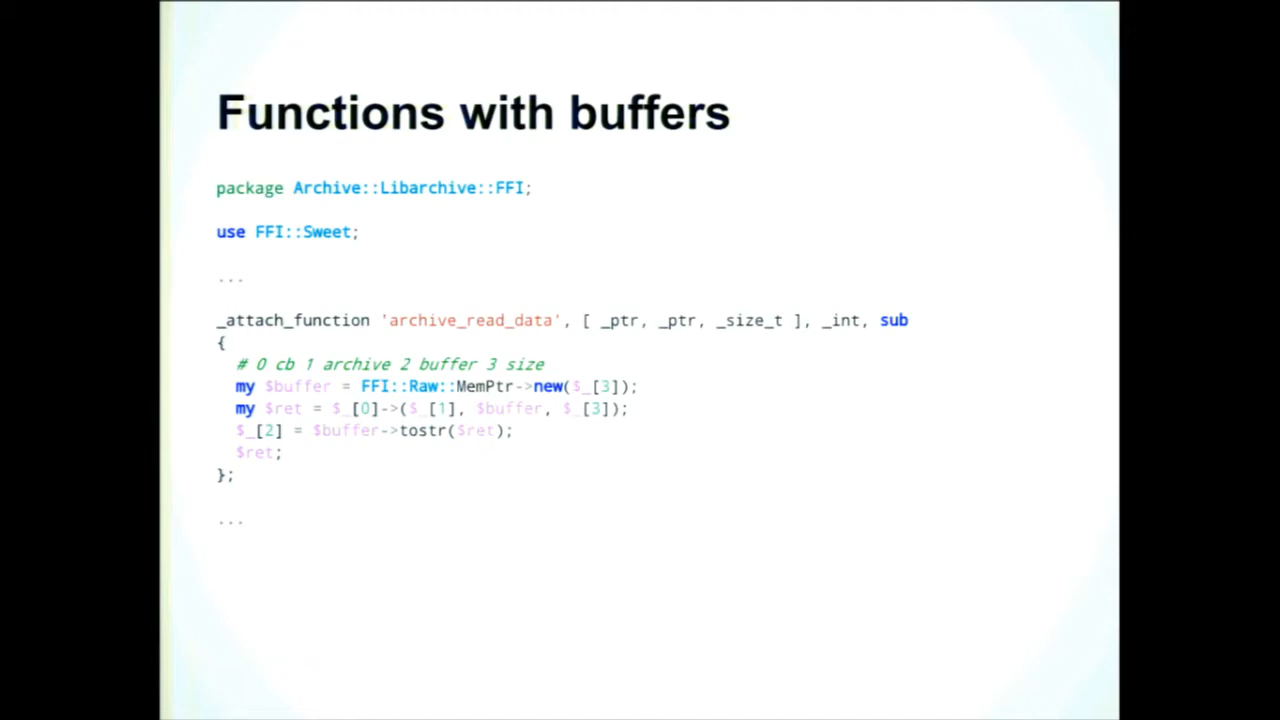 Functions with buffers
package Archive::Libarchive::FFI;
use FFI::Sweet;
...
_attach_function 'archive_read_data', [ _ptr, _ptr, _size_t ], _int, sub
{
  # 0 cb 1 archive 2 buffer 3 size
  my $buffer = FFI::Raw::MemPtr->new($_[3]);
  my $ret = $_[0]->($_[1], $buffer, $_[3]);
  $_[2] = $buffer->tostr($ret);
  $ret;
};
...